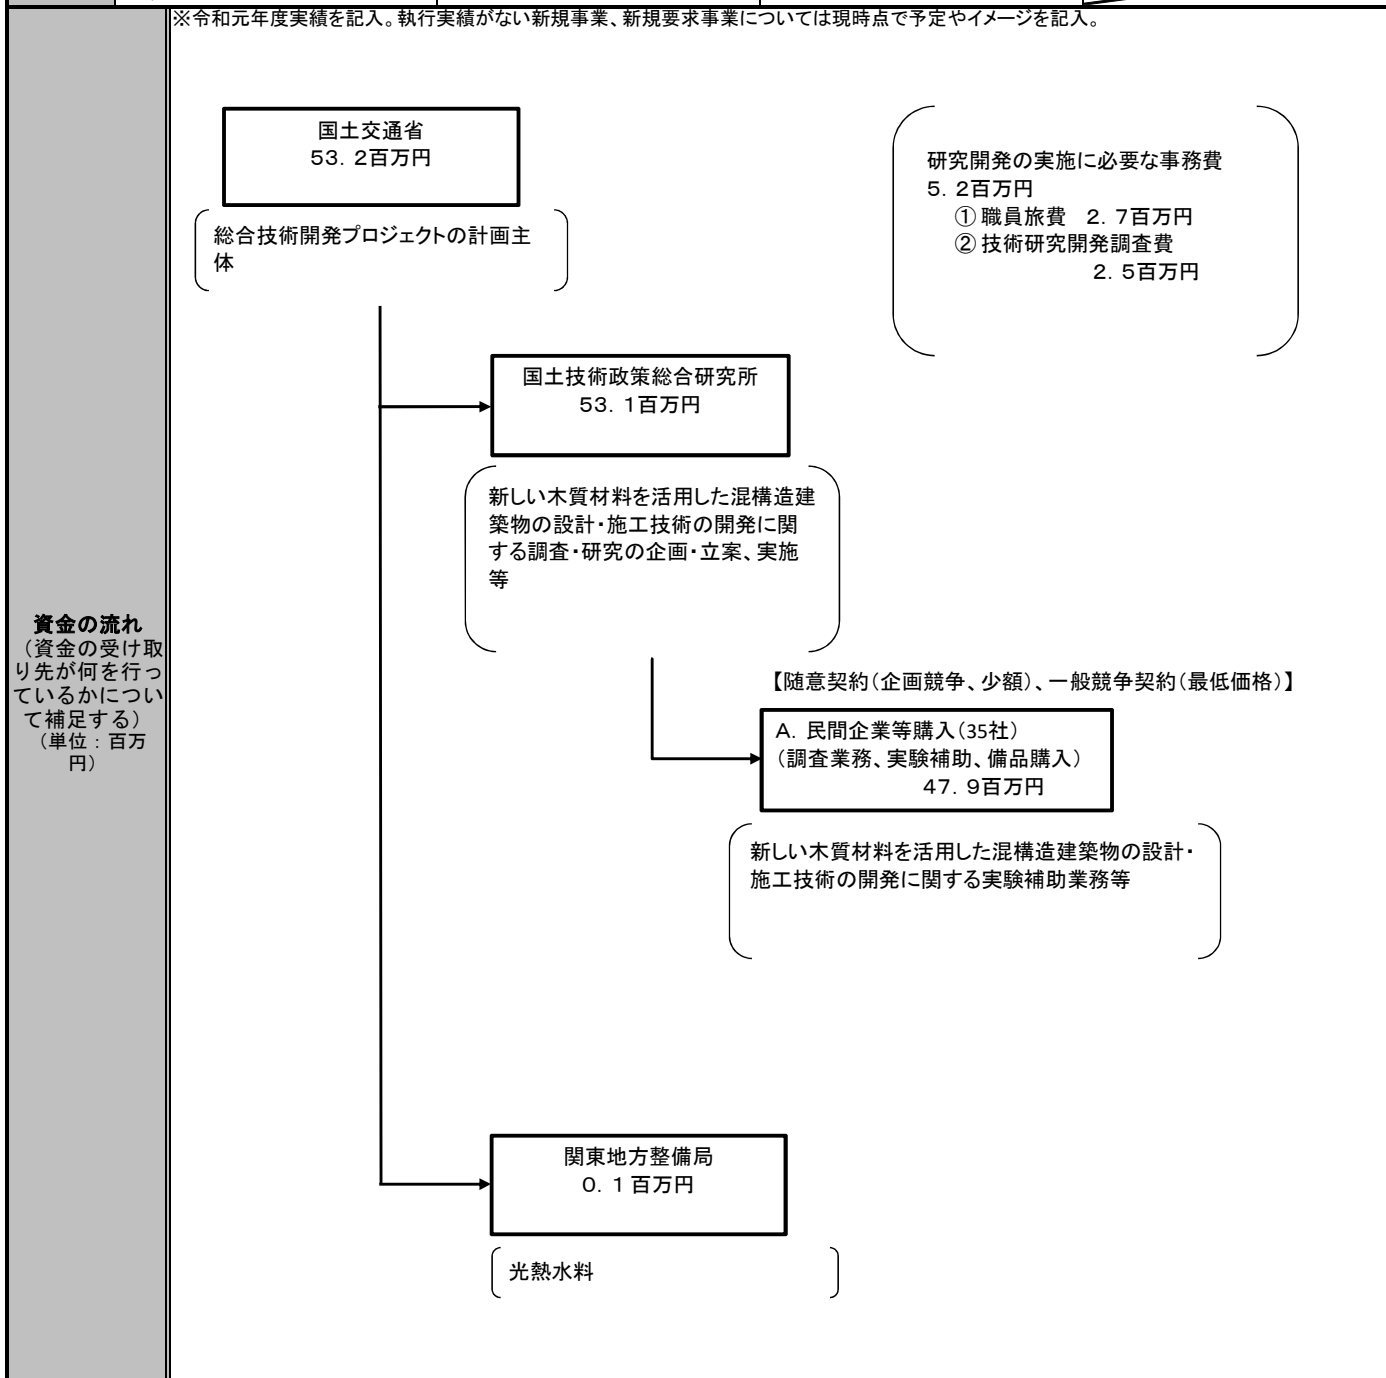 ※令和元年度実績を記入。執行実績がない新規事業、新規要求事業については現時点で予定やイメージを記入。
国土交通省
53．2百万円
総合技術開発プロジェクトの計画主
体
研究開発の実施に必要な事務費
5．2百万円
①職員旅費　2．7百万円
②技術研究開発調査費
2．5百万円
国土技術政策総合研究所
53．1百万円
新しい木質材料を活用した混構造建
築物の設計・施工技術の開発に関
する調査・研究の企画・立案、実施
等
資金の流れ
（資金の受け取
り先が何を行っ
ているかについ
て補足する）
（単位：百万
円）
【随意契約（企画競争、少額）、一般競争契約（最低価格）】
A．民間企業等購入（35社）
（調査業務、実験補助、備品購入）
47．9百万円
新しい木質材料を活用した混構造建築物の設計・
施工技術の開発に関する実験補助業務等
関東地方整備局
0．1百万円
光熱水料